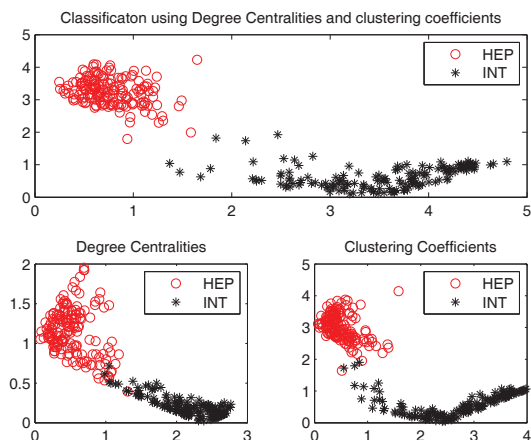 Classificaton using Degree Centralities and clustering coefficients
5
4
3
2
1
0
HEP
INT
0 1 2 3 4 5
Degree Centralities
2
1.5
1
0.5
0
HEP
INT
0 1 2 3
Clustering Coefficients
5
4
3
2
1
0
HEP
INT
0 1 2 3 4